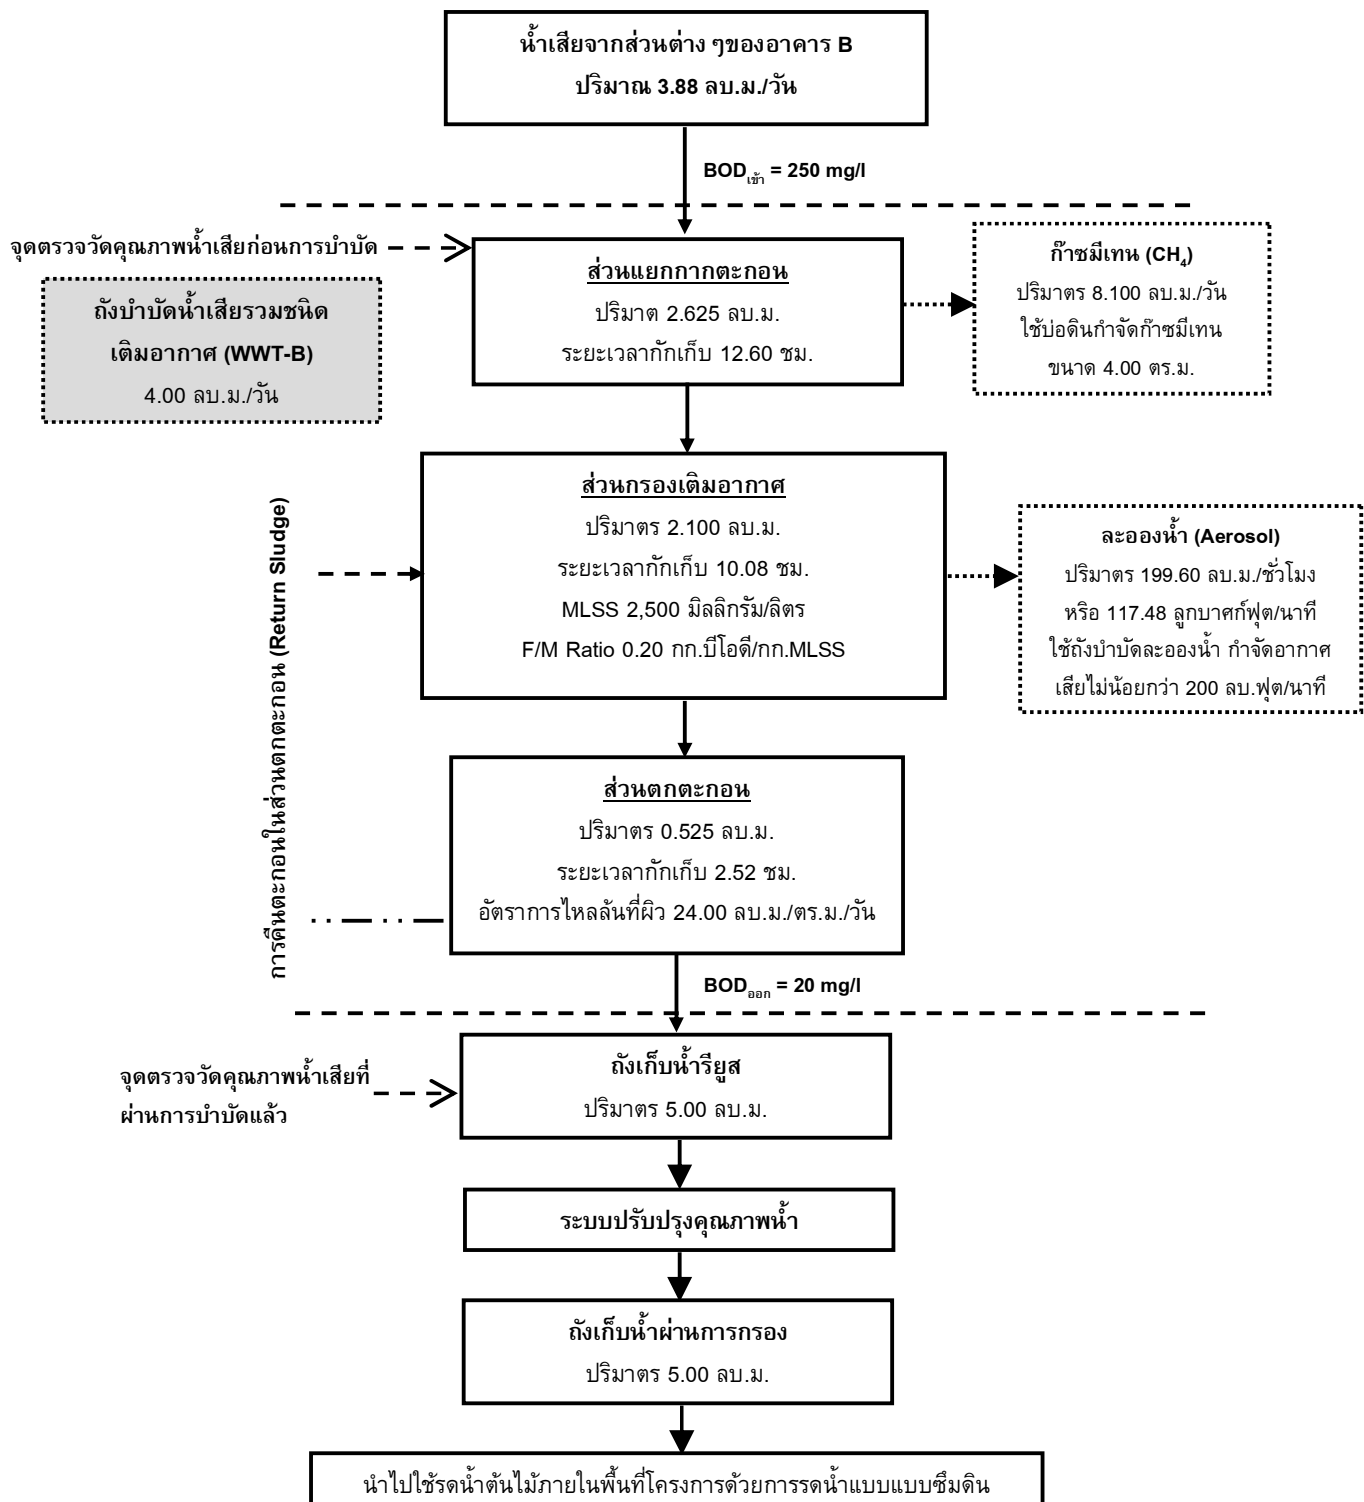 น้ำเสียจากส่วนต่าง ๆของอาคาร B
ปริมาณ 3.88 ลบ.ม./วัน
BODเข้า = 250 mg/l
จุดตรวจวัดคุณภาพน้ำเสียก่อนการบำบัด
ถังบำบัดน้ำเสียรวมชนิด
เติมอากาศ (WWT-B)
4.00 ลบ.ม./วัน
ส่วนแยกกากตะกอน
ปริมาต 2.625 ลบ.ม.
ระยะเวลากักเก็บ 12.60 ชม.
ก๊าซมีเทน (CH4)
ปริมาตร 8.100 ลบ.ม./วัน
ใช้บ่อดินกำจัดก๊าซมีเทน
ขนาด 4.00 ตร.ม.
ส่วนกรองเติมอากาศ
ปริมาตร 2.100 ลบ.ม.
ระยะเวลากักเก็บ 10.08 ชม.
MLSS 2,500 มิลลิกรัม/ลิตร
F/M Ratio 0.20 กก.บีโอดี/กก.MLSS
ละอองน้ำ (Aerosol)
ปริมาตร 199.60 ลบ.ม./ชั่วโมง
หรือ 117.48 ลูกบาศก์ฟุต/นาที
ใช้ถังบำบัดละอองน้ำ กำจัดอากาศ
เสียไม่น้อยกว่า 200 ลบ.ฟุต/นาที
การคืนตะกอนในส่วนตกตะกอน (Return Sludge)
ส่วนตกตะกอน
ปริมาตร 0.525 ลบ.ม.
ระยะเวลากักเก็บ 2.52 ชม.
อัตราการไหลล้นที่ผิว 24.00 ลบ.ม./ตร.ม./วัน
BODออก = 20 mg/l
จุดตรวจวัดคุณภาพน้ำเสียที่
ผ่านการบำบัดแล้ว
ถังเก็บน้ำรียูส
ปริมาตร 5.00 ลบ.ม.
ระบบปรับปรุงคุณภาพน้ำ
ถังเก็บน้ำผ่านการกรอง
ปริมาตร 5.00 ลบ.ม.
นำไปใช้รดน้ำต้นไม้ภายในพื้นที่โครงการด้วยการรดน้ำแบบแบบซึมดิน